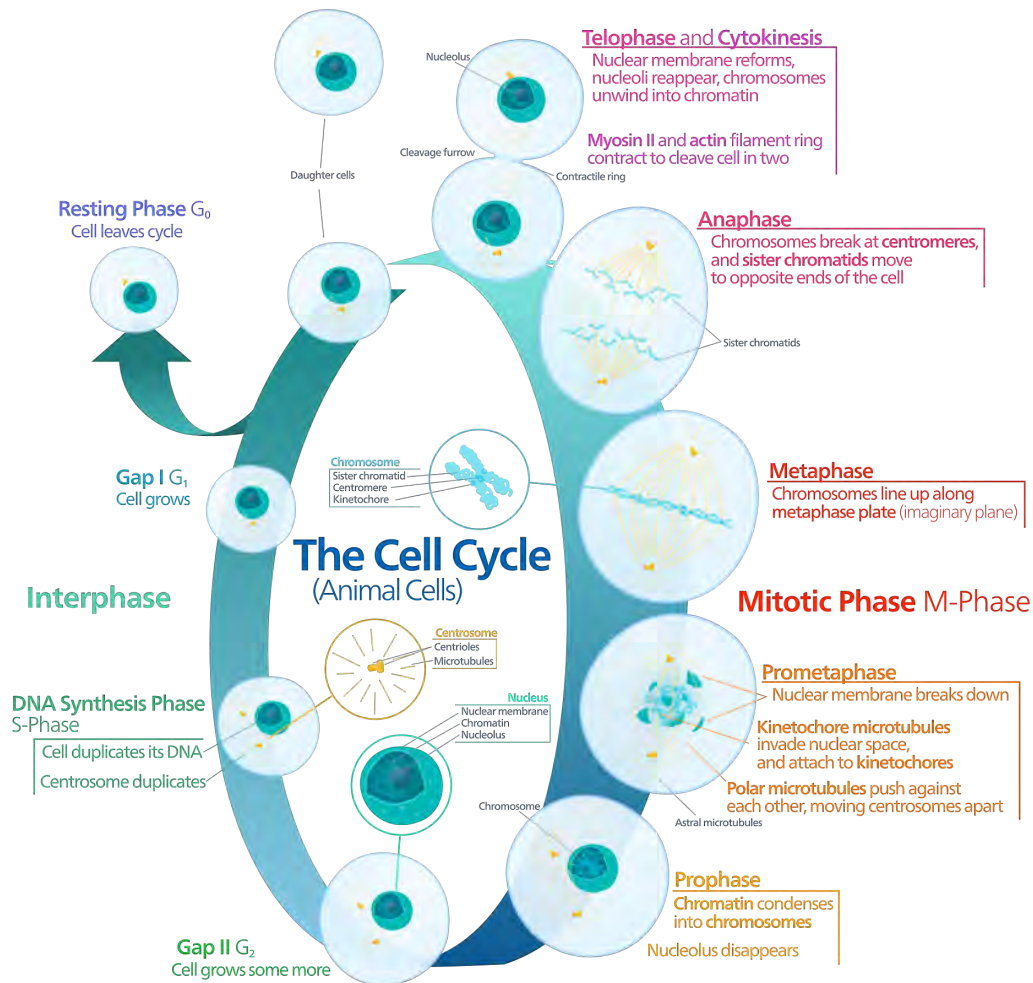 The Cell Cycle
(Animal Cells)
Telophase and Cytokinesis
Nuclear membrane reforms,
nucleoli reappear, chromosomes
unwind into chromatin
Myosin II and actin filament ring
contract to cleave cell in two
Nucleolus
Cleavage furrow
Contractile ring
Daughter cells
Resting Phase G₀
Cell leaves cycle
Anaphase
Chromosomes break at centromeres,
and sister chromatids move
to opposite ends of the cell
Sister chromatids
Gap I G₁
Cell grows
Chromosome
Sister chromatid
Centromere
Kinetochore
Metaphase
Chromosomes line up along
metaphase plate (imaginary plane)
Interphase
Mitotic Phase M-Phase
Centrosome
Centrioles
Microtubules
Prometaphase
Nuclear membrane breaks down
Kinetochore microtubules
invade nuclear space,
and attach to kinetochores
Polar microtubules push against
each other, moving centrosomes apart
Astral microtubules
DNA Synthesis Phase
S-Phase
Cell duplicates its DNA
Centrosome duplicates
Nucleus
Nuclear membrane
Chromatin
Nucleolus
Chromosome
Prophase
Chromatin condenses
into chromosomes
Nucleolus disappears
Gap II G₂
Cell grows some more